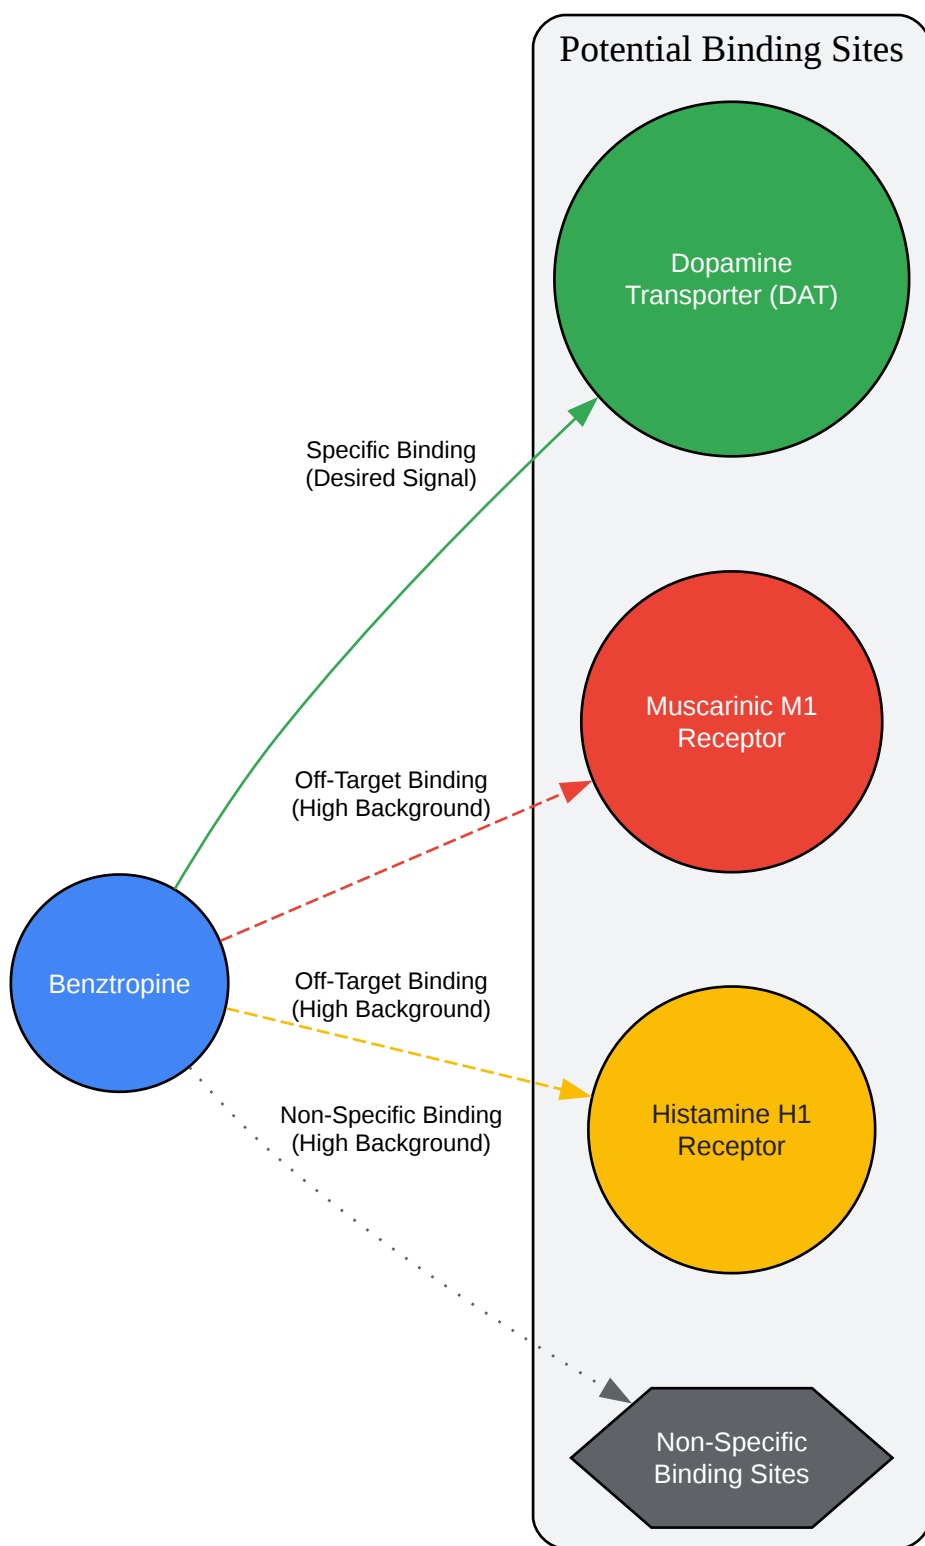 Potential Binding Sites
Dopamine
Transporter (DAT)
Specific Binding
(Desired Signal)
Muscarinic M1
Receptor
Off-Target Binding
(High Background)
Benztropine
Off-Target Binding
(High Background)
Histamine H1
Receptor
Non-Specific Binding
(High Background)
Non-Specific
Binding Sites